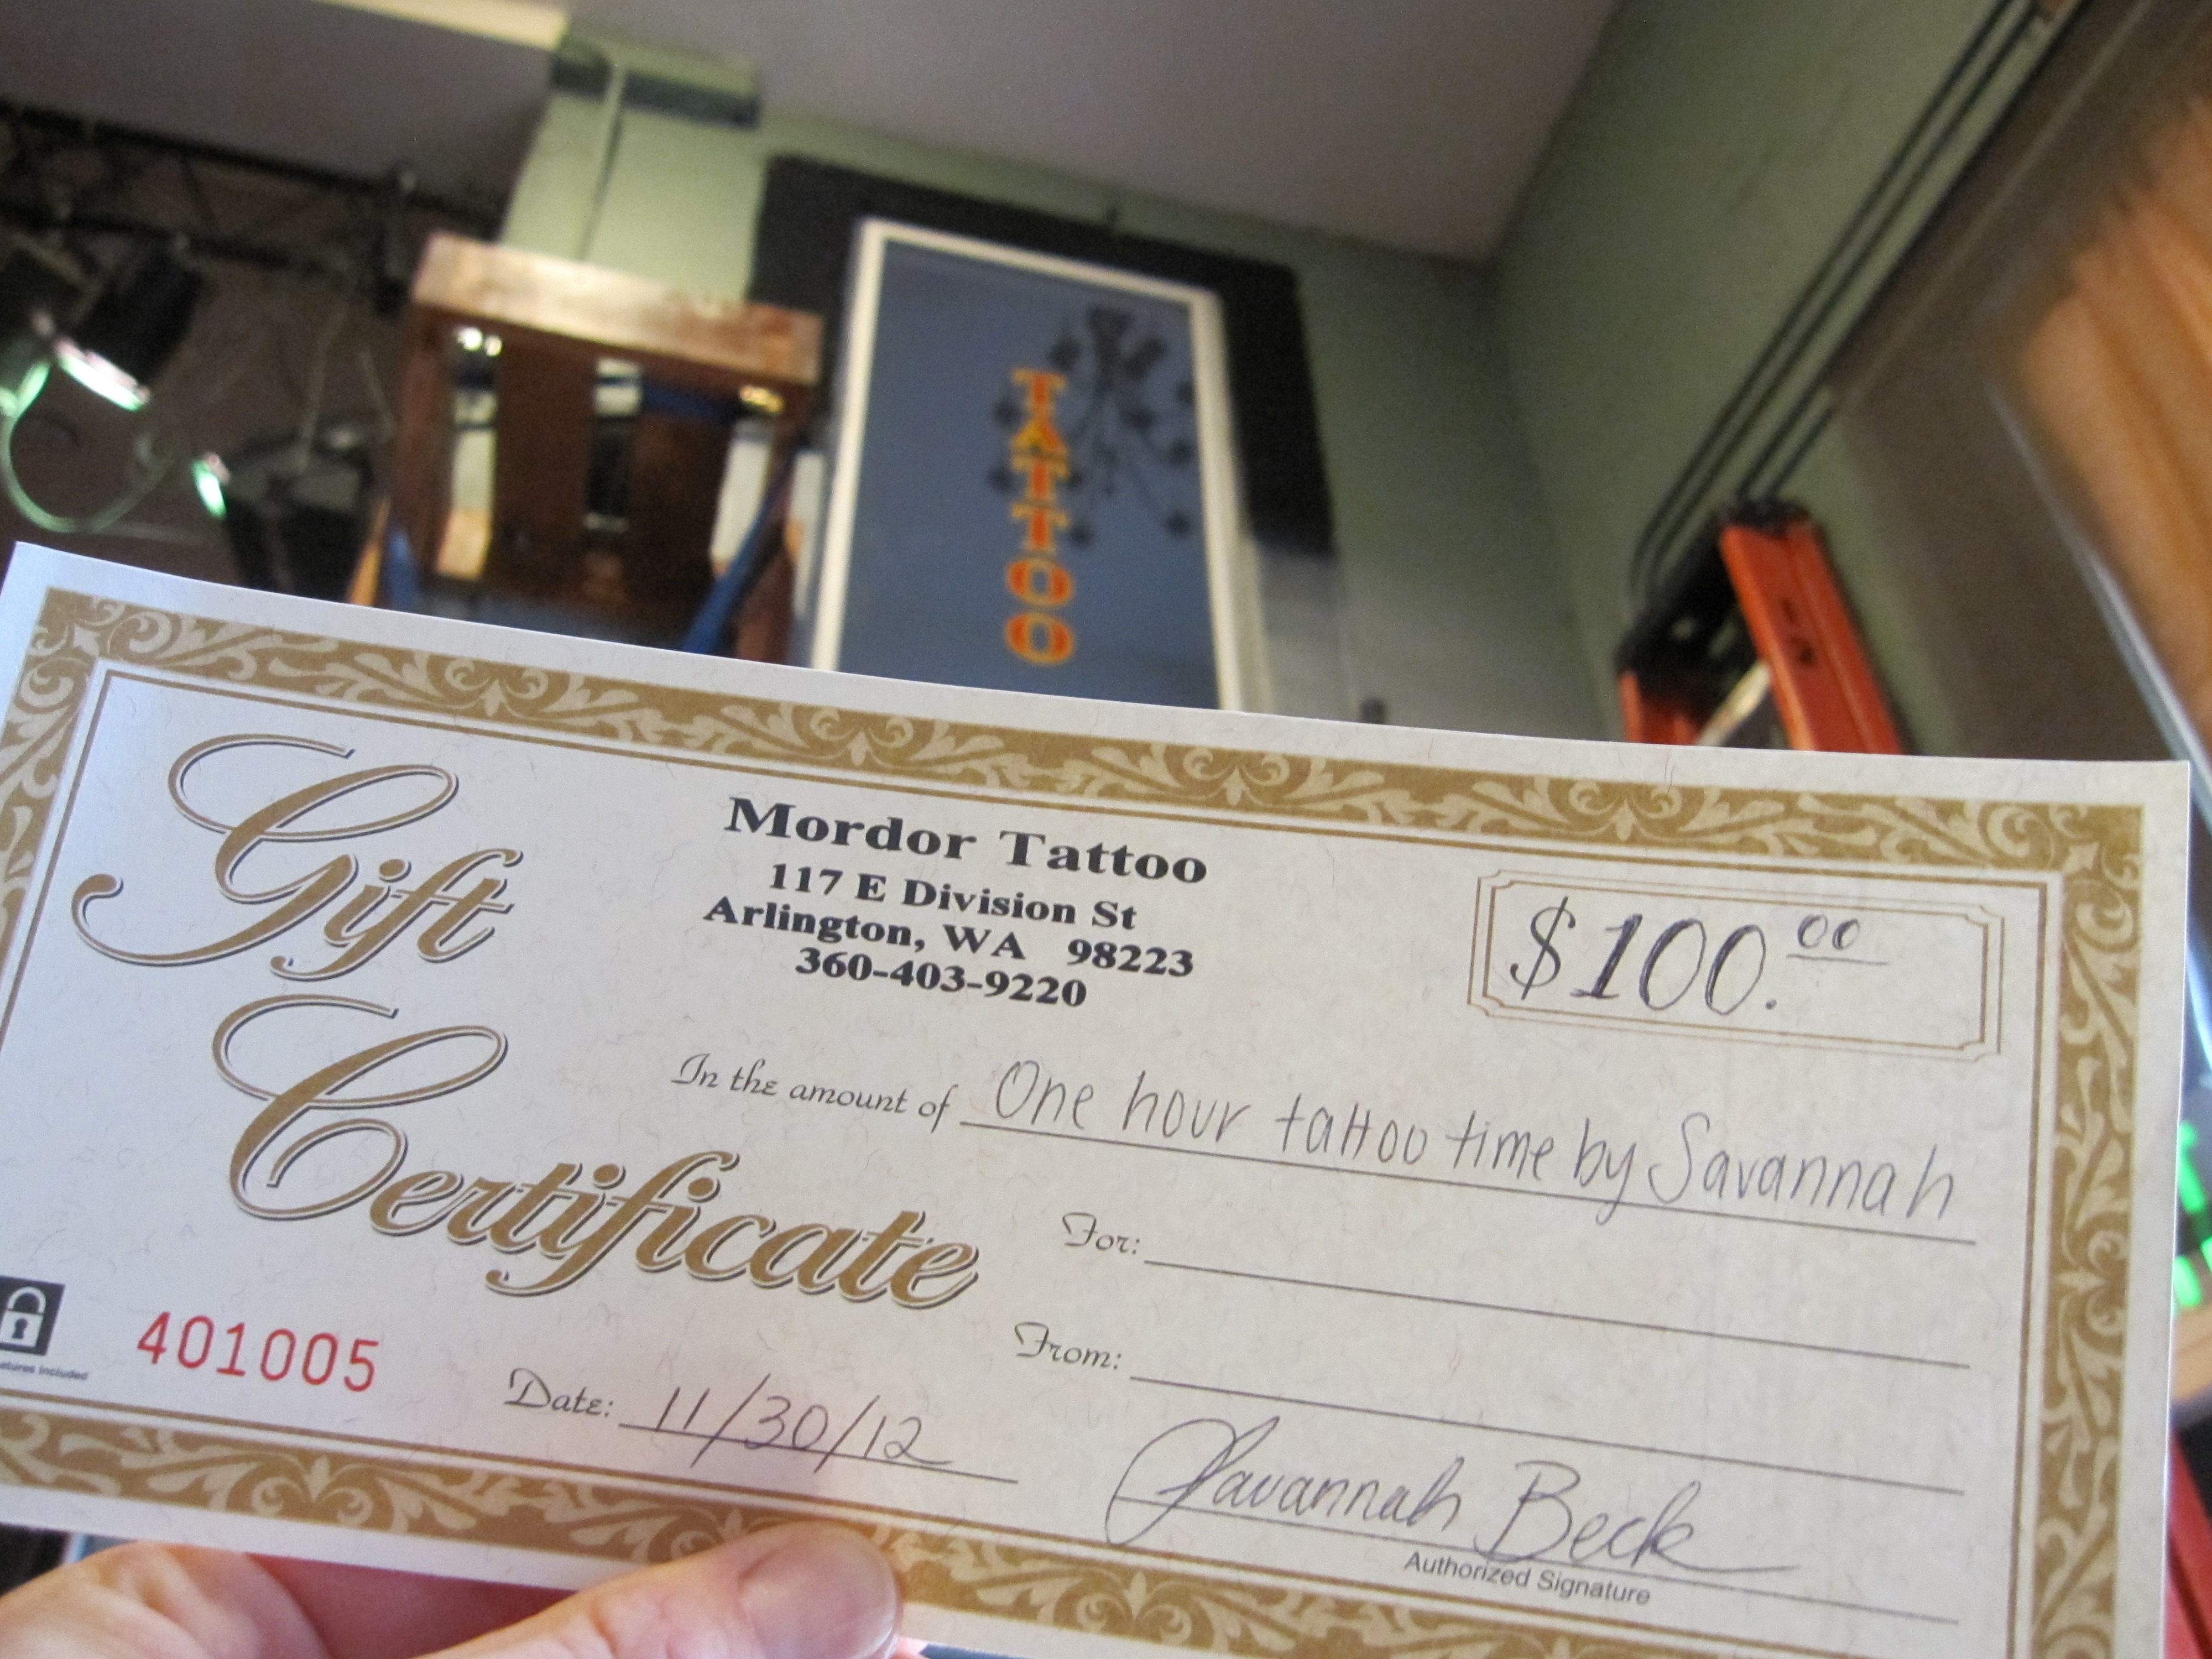 TATTOO
Gift
Certificate
Mordor Tattoo
117 E Division St
Arlington, WA 98223
360-403-9220
$100.00
In the amount of One hour tattoo time by Savannah
For:
From:
included
401005
Date: 11/30/12
Savannah Beck
Authorized Signature